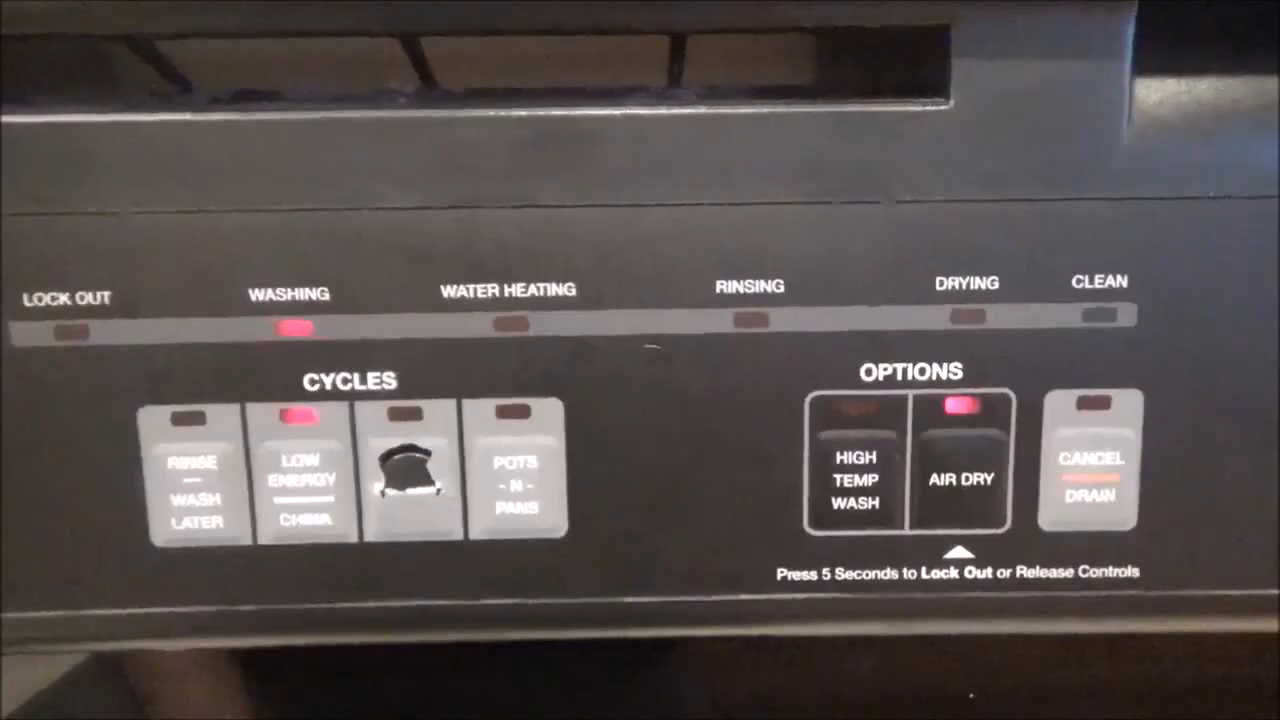 LOCK OUT
WASHING
WATER HEATING
RINSING
DRYING
CLEAN
CYCLES
OPTIONS
RINSE
—
WASH
LATER
LOW
ENERGY
CHINA
POTS
- N -
PANS
HIGH
TEMP
WASH
AIR DRY
CANCEL
DRAIN
Press 5 Seconds to Lock Out or Release Controls